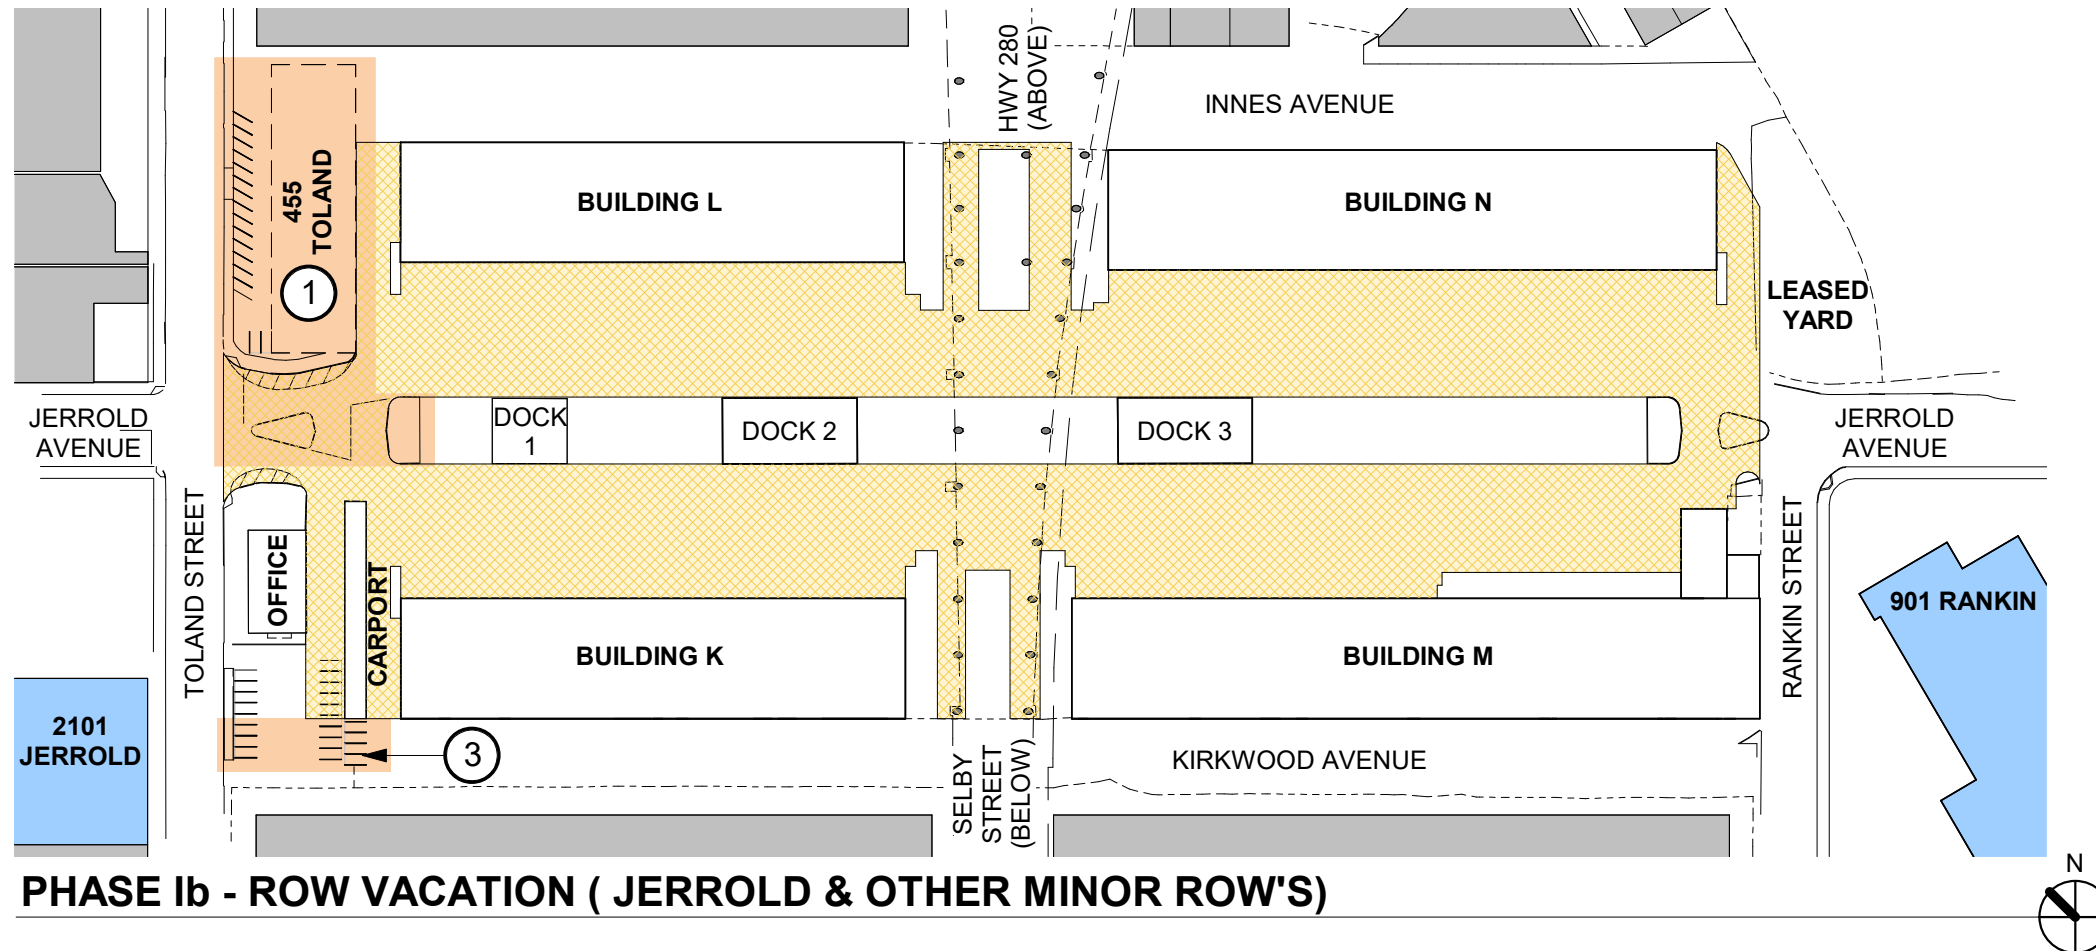 HWY 280
(ABOVE)
INNES AVENUE
455
TOLAND
1
BUILDING L
BUILDING N
LEASED
YARD
JERROLD
AVENUE
DOCK
1
DOCK 2
DOCK 3
JERROLD
AVENUE
TOLAND STREET
OFFICE
CARPORT
BUILDING K
BUILDING M
RANKIN STREET
901 RANKIN
2101
JERROLD
3
SELBY
STREET
(BELOW)
KIRKWOOD AVENUE
PHASE Ib - ROW VACATION ( JERROLD & OTHER MINOR ROW'S)
N